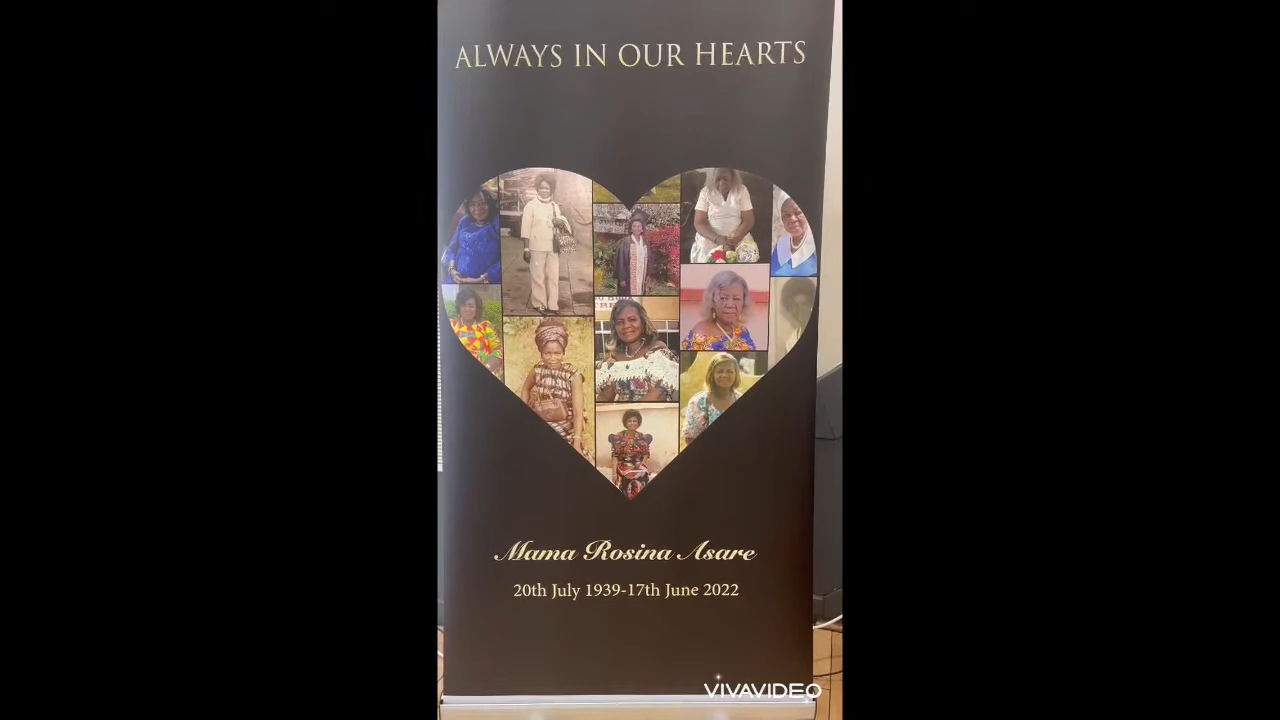 ALWAYS IN OUR HEARTS
Mama Rosina Asare
20th July 1939-17th June 2022
VIVAVIDEO